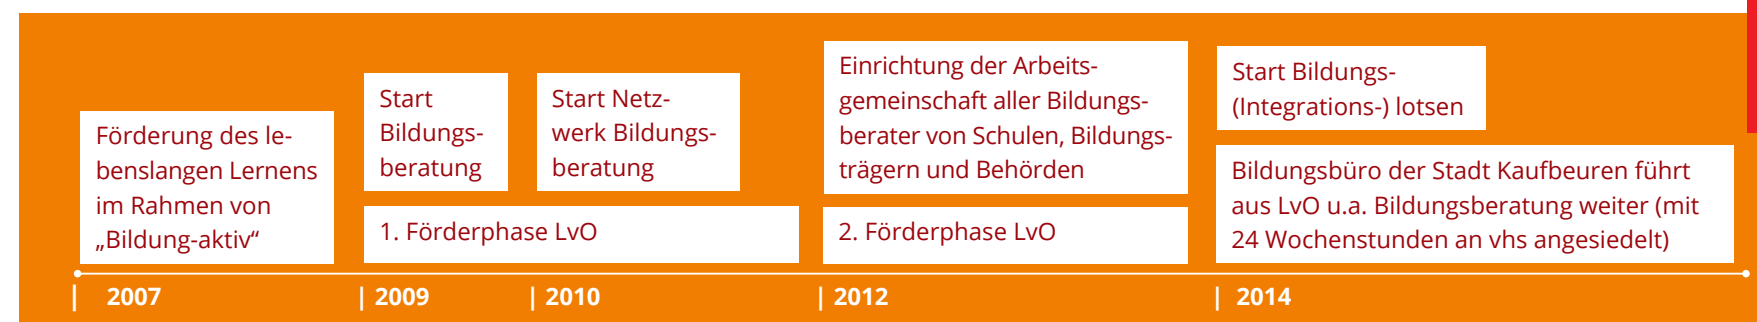 Förderung des le-
benslangen Lernens
im Rahmen von
„Bildung-aktiv“
Start
Bildungs-
beratung
Start Netz-
werk Bildungs-
beratung
1. Förderphase LvO
Einrichtung der Arbeits-
gemeinschaft aller Bildungs-
berater von Schulen, Bildungs-
trägern und Behörden
2. Förderphase LvO
Start Bildungs-
(Integrations-) lotsen
Bildungsbüro der Stadt Kaufbeuren führt
aus LvO u.a. Bildungsberatung weiter (mit
24 Wochenstunden an vhs angesiedelt)
| 2007 | 2009 | 2010 | 2012 | 2014